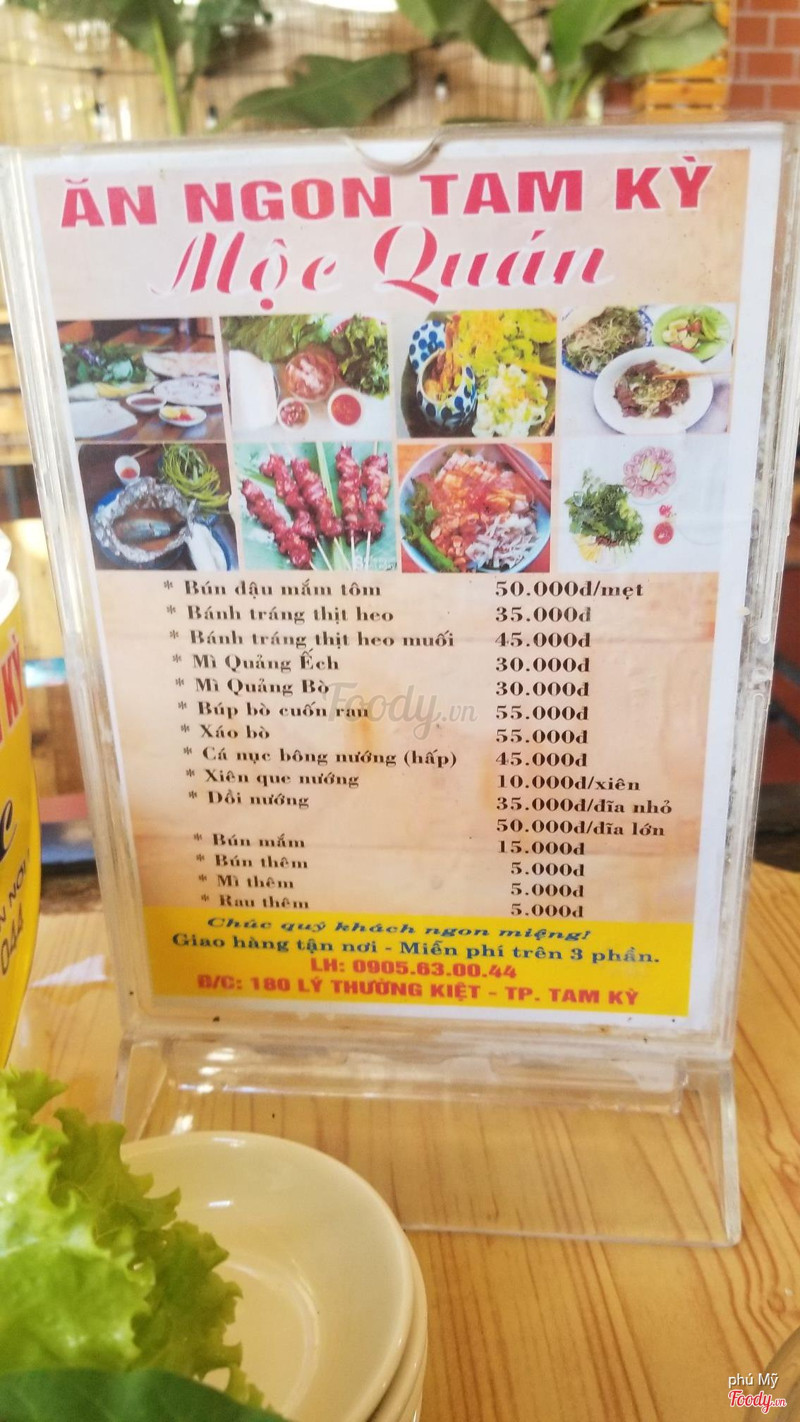 ĂN NGON TAM KỲ
Mộc Quán
* Bún đậu mắm tôm 50.000đ/mẹt
* Bánh tráng thịt heo 35.000đ
* Bánh tráng thịt heo muối 45.000đ
* Mì Quảng Ếch 30.000đ
* Mì Quảng Bò 30.000đ
* Búp bò cuốn rau 55.000đ
* Xáo bò 55.000đ
* Cá nục bông nướng (hấp) 45.000đ
* Xiên que nướng 10.000đ/xiên
* Dồi nướng 35.000đ/đĩa nhỏ
50.000đ/đĩa lớn
* Bún mắm 15.000đ
* Bún thêm 5.000đ
* Mì thêm 5.000đ
* Rau thêm 5.000đ
Chúc quý khách ngon miệng!
Giao hàng tận nơi - Miễn phí trên 3 phần.
LH: 0905.63.00.44
Đ/C: 180 LÝ THƯỜNG KIỆT - TP. TAM KỲ
Foody.vn
KỲ
C
NƠI
044
phú Mỹ
Foody.vn